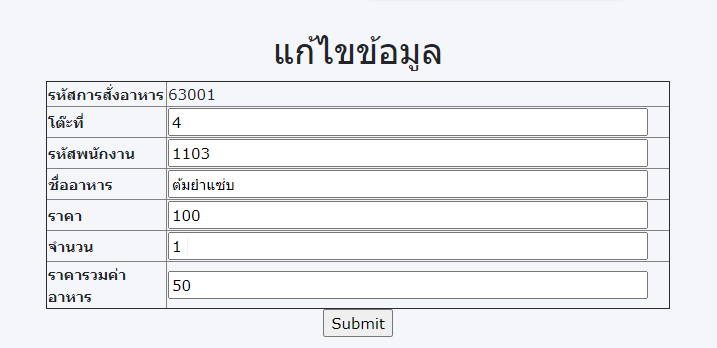 แก้ไขข้อมูล
รหัสการสั่งอาหาร 63001
โต๊ะที่ 4
รหัสพนักงาน 1103
ชื่ออาหาร ต้มยำแซ่บ
ราคา 100
จำนวน 1
ราคารวมค่า
อาหาร 50
Submit